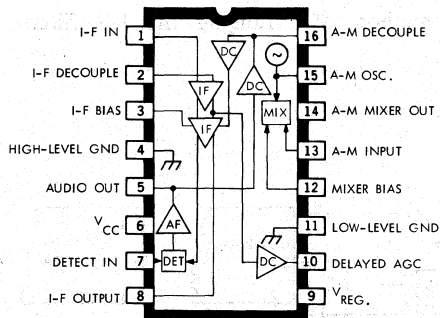 I-F IN 1
I-F DECOUPLE 2
I-F BIAS 3
HIGH-LEVEL GND 4
AUDIO OUT 5
VCC 6
DETECT IN 7
I-F OUTPUT 8
DC
IF
IF
DC
MIX
AF
DET
DC
16 A-M DECOUPLE
15 A-M OSC.
14 A-M MIXER OUT
13 A-M INPUT
12 MIXER BIAS
11 LOW-LEVEL GND
10 DELAYED AGC
9 VREG.